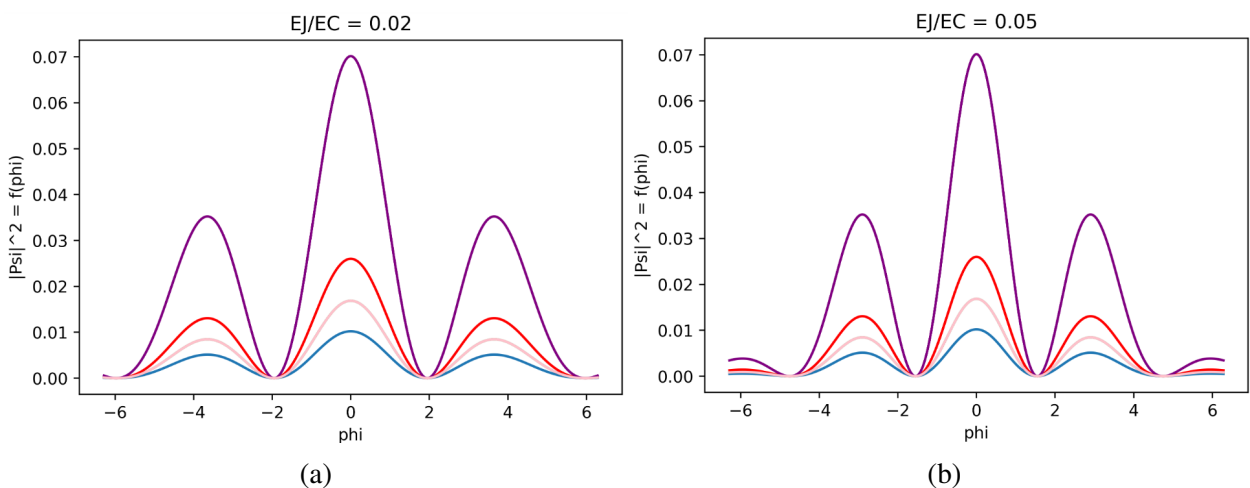 EJ/EC = 0.02
|Psi|^2 = f(phi)
0.07
0.06
0.05
0.04
0.03
0.02
0.01
0.00
−6 −4 −2 0 2 4 6
phi
(a)
EJ/EC = 0.05
|Psi|^2 = f(phi)
0.07
0.06
0.05
0.04
0.03
0.02
0.01
0.00
−6 −4 −2 0 2 4 6
phi
(b)